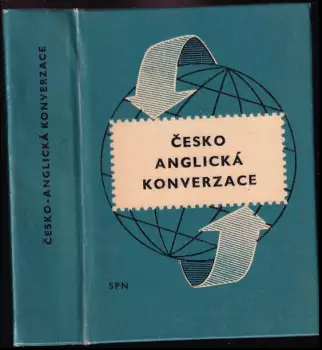 ČESKO-ANGLICKÁ KONVERZACE
ČESKO
ANGLICKÁ
KONVERZACE
SPN